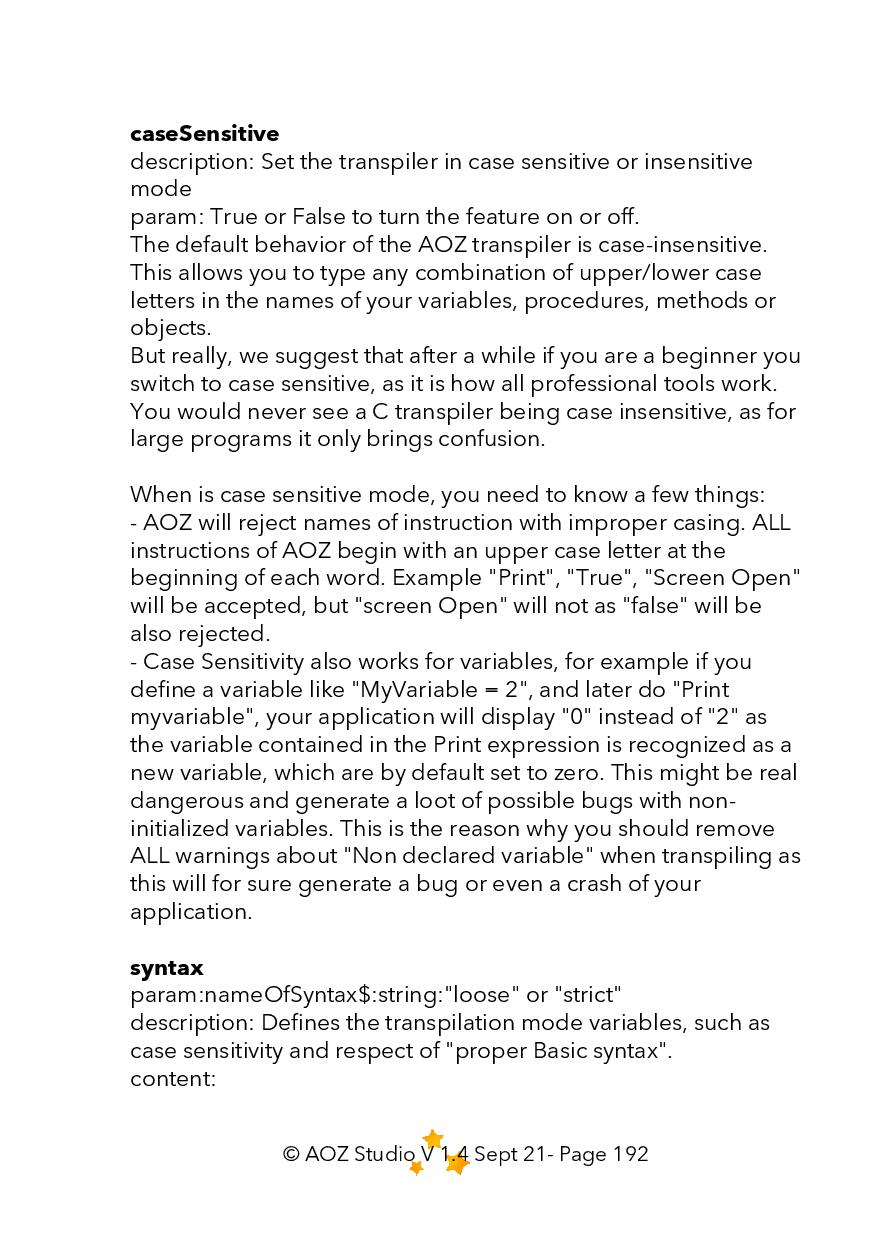 caseSensitive
description: Set the transpiler in case sensitive or insensitive
mode
param: True or False to turn the feature on or off.
The default behavior of the AOZ transpiler is case-insensitive.
This allows you to type any combination of upper/lower case
letters in the names of your variables, procedures, methods or
objects.
But really, we suggest that after a while if you are a beginner you
switch to case sensitive, as it is how all professional tools work.
You would never see a C transpiler being case insensitive, as for
large programs it only brings confusion.
When is case sensitive mode, you need to know a few things:
- AOZ will reject names of instruction with improper casing. ALL
instructions of AOZ begin with an upper case letter at the
beginning of each word. Example "Print", "True", "Screen Open"
will be accepted, but "screen Open" will not as "false" will be
also rejected.
- Case Sensitivity also works for variables, for example if you
define a variable like "MyVariable = 2", and later do "Print
myvariable", your application will display "0" instead of "2" as
the variable contained in the Print expression is recognized as a
new variable, which are by default set to zero. This might be real
dangerous and generate a loot of possible bugs with non-
initialized variables. This is the reason why you should remove
ALL warnings about "Non declared variable" when transpiling as
this will for sure generate a bug or even a crash of your
application.
syntax
param:nameOfSyntax$:string:"loose" or "strict"
description: Defines the transpilation mode variables, such as
case sensitivity and respect of "proper Basic syntax".
content:
© AOZ Studio V 1.4 Sept 21- Page 192